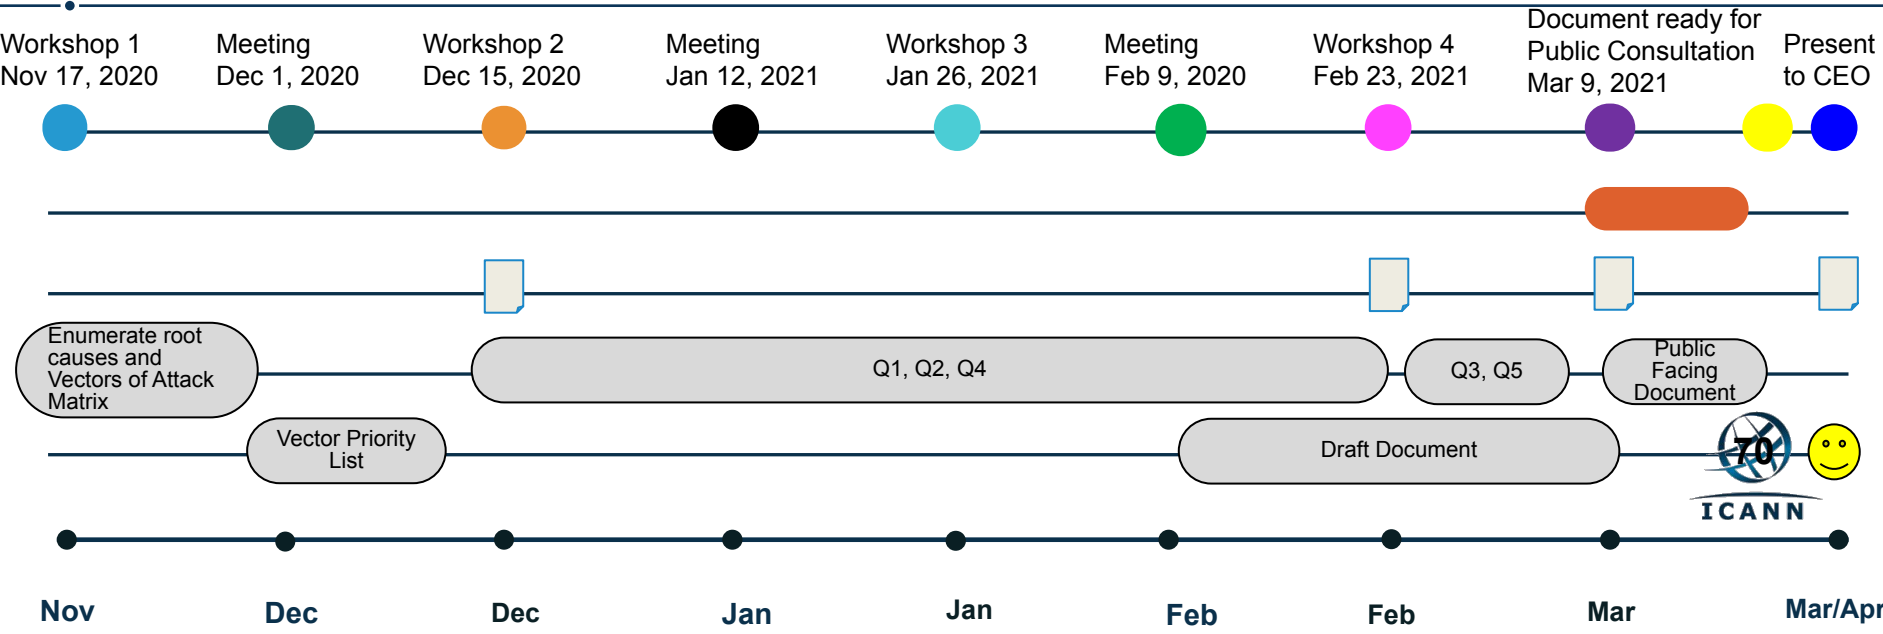 Workshop 1
Nov 17, 2020
Meeting
Dec 1, 2020
Workshop 2
Dec 15, 2020
Meeting
Jan 12, 2021
Workshop 3
Jan 26, 2021
Meeting
Feb 9, 2020
Workshop 4
Feb 23, 2021
Document ready for
Public Consultation
Mar 9, 2021
Present
to CEO
Enumerate root
causes and
Vectors of Attack
Matrix
Q1, Q2, Q4
Q3, Q5
Public
Facing
Document
Vector Priority
List
Draft Document
70
ICANN
Nov
Dec
Dec
Jan
Jan
Feb
Feb
Mar
Mar/Apr